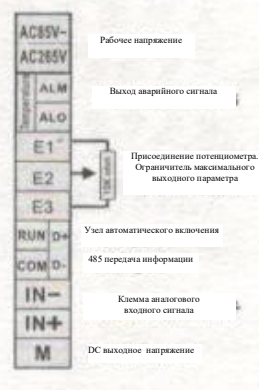 AC85V~
AC265V
Рабочее напряжение
Temperature
ALM
ALO
Выход аварийного сигнала
E1
E2
E3
Присоединение потенциометра.
Ограничитель максимального
выходного параметра
RUN D+
Узел автоматического включения
COM D-
485 передача информации
IN-
IN+
Клемма аналогового
входного сигнала
M
DC выходное напряжение